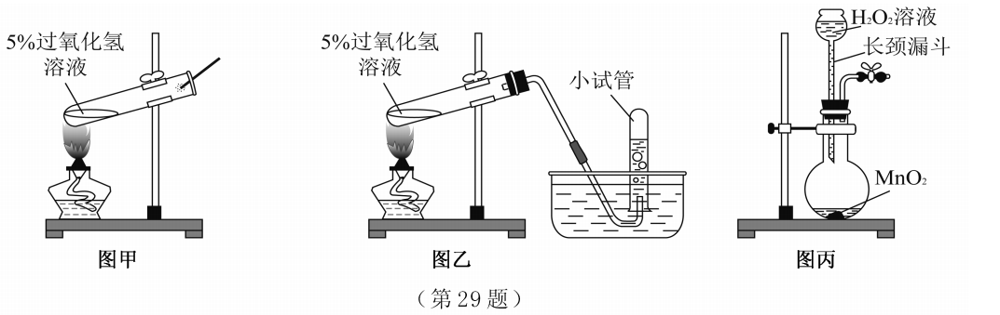 5%过氧化氢
溶液
图甲
5%过氧化氢
溶液
小试管
图乙
H₂O₂溶液
长颈漏斗
MnO₂
图丙
（第29题）